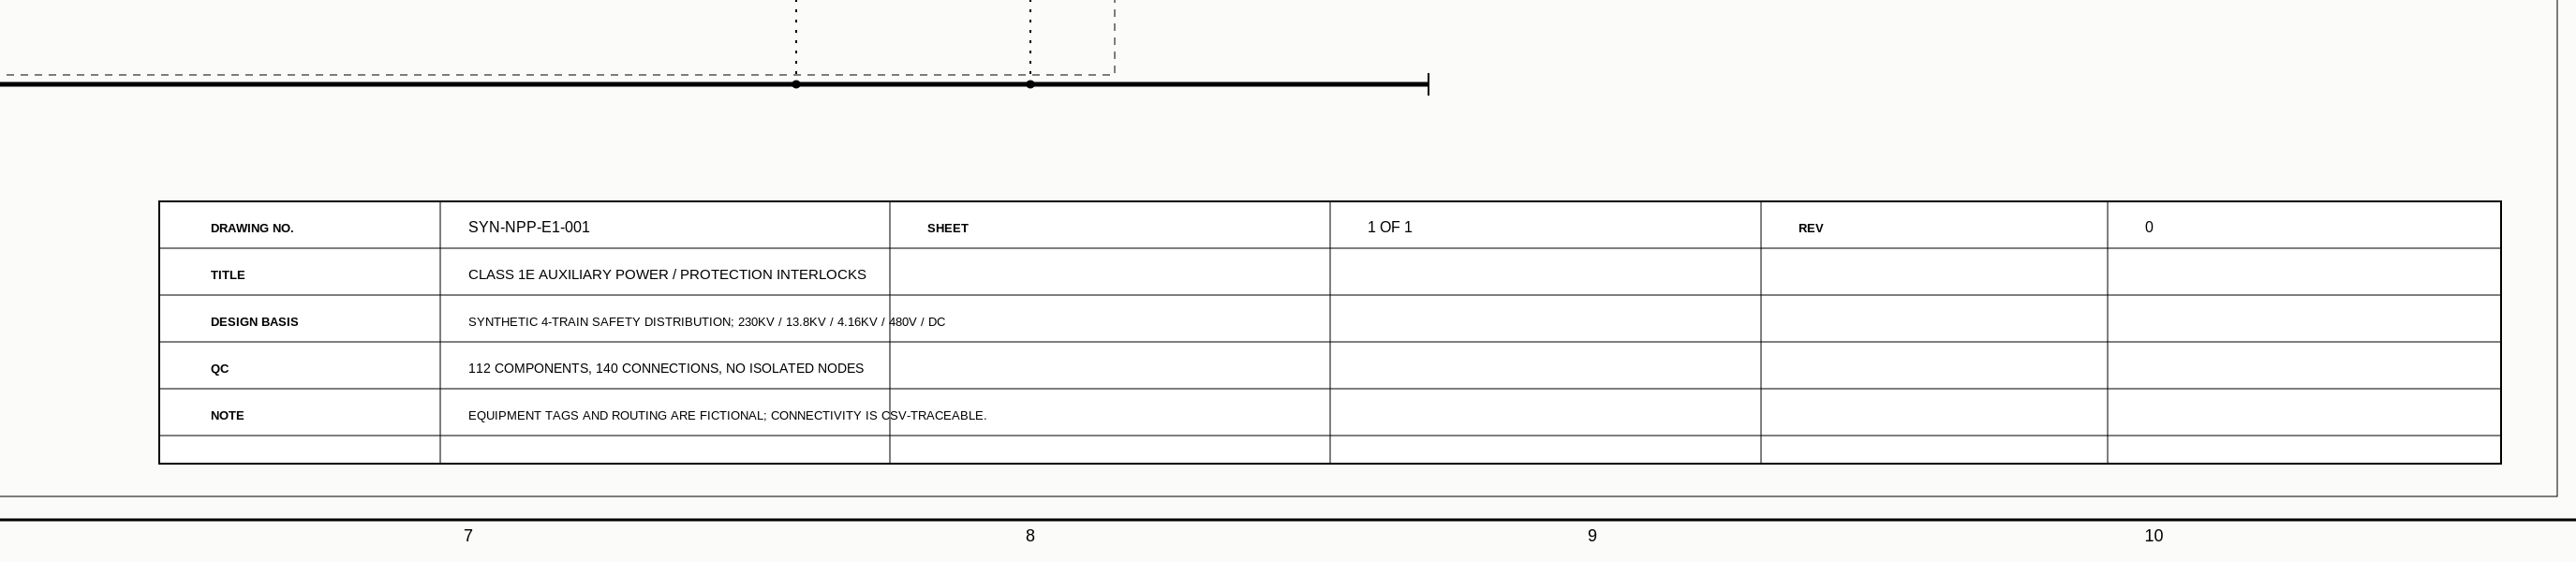 DRAWING NO. SYN-NPP-E1-001 SHEET 1 OF 1 REV 0
TITLE CLASS 1E AUXILIARY POWER / PROTECTION INTERLOCKS
DESIGN BASIS SYNTHETIC 4-TRAIN SAFETY DISTRIBUTION; 230KV / 13.8KV / 4.16KV / 480V / DC
QC 112 COMPONENTS, 140 CONNECTIONS, NO ISOLATED NODES
NOTE EQUIPMENT TAGS AND ROUTING ARE FICTIONAL; CONNECTIVITY IS CSV-TRACEABLE.
7 8 9 10